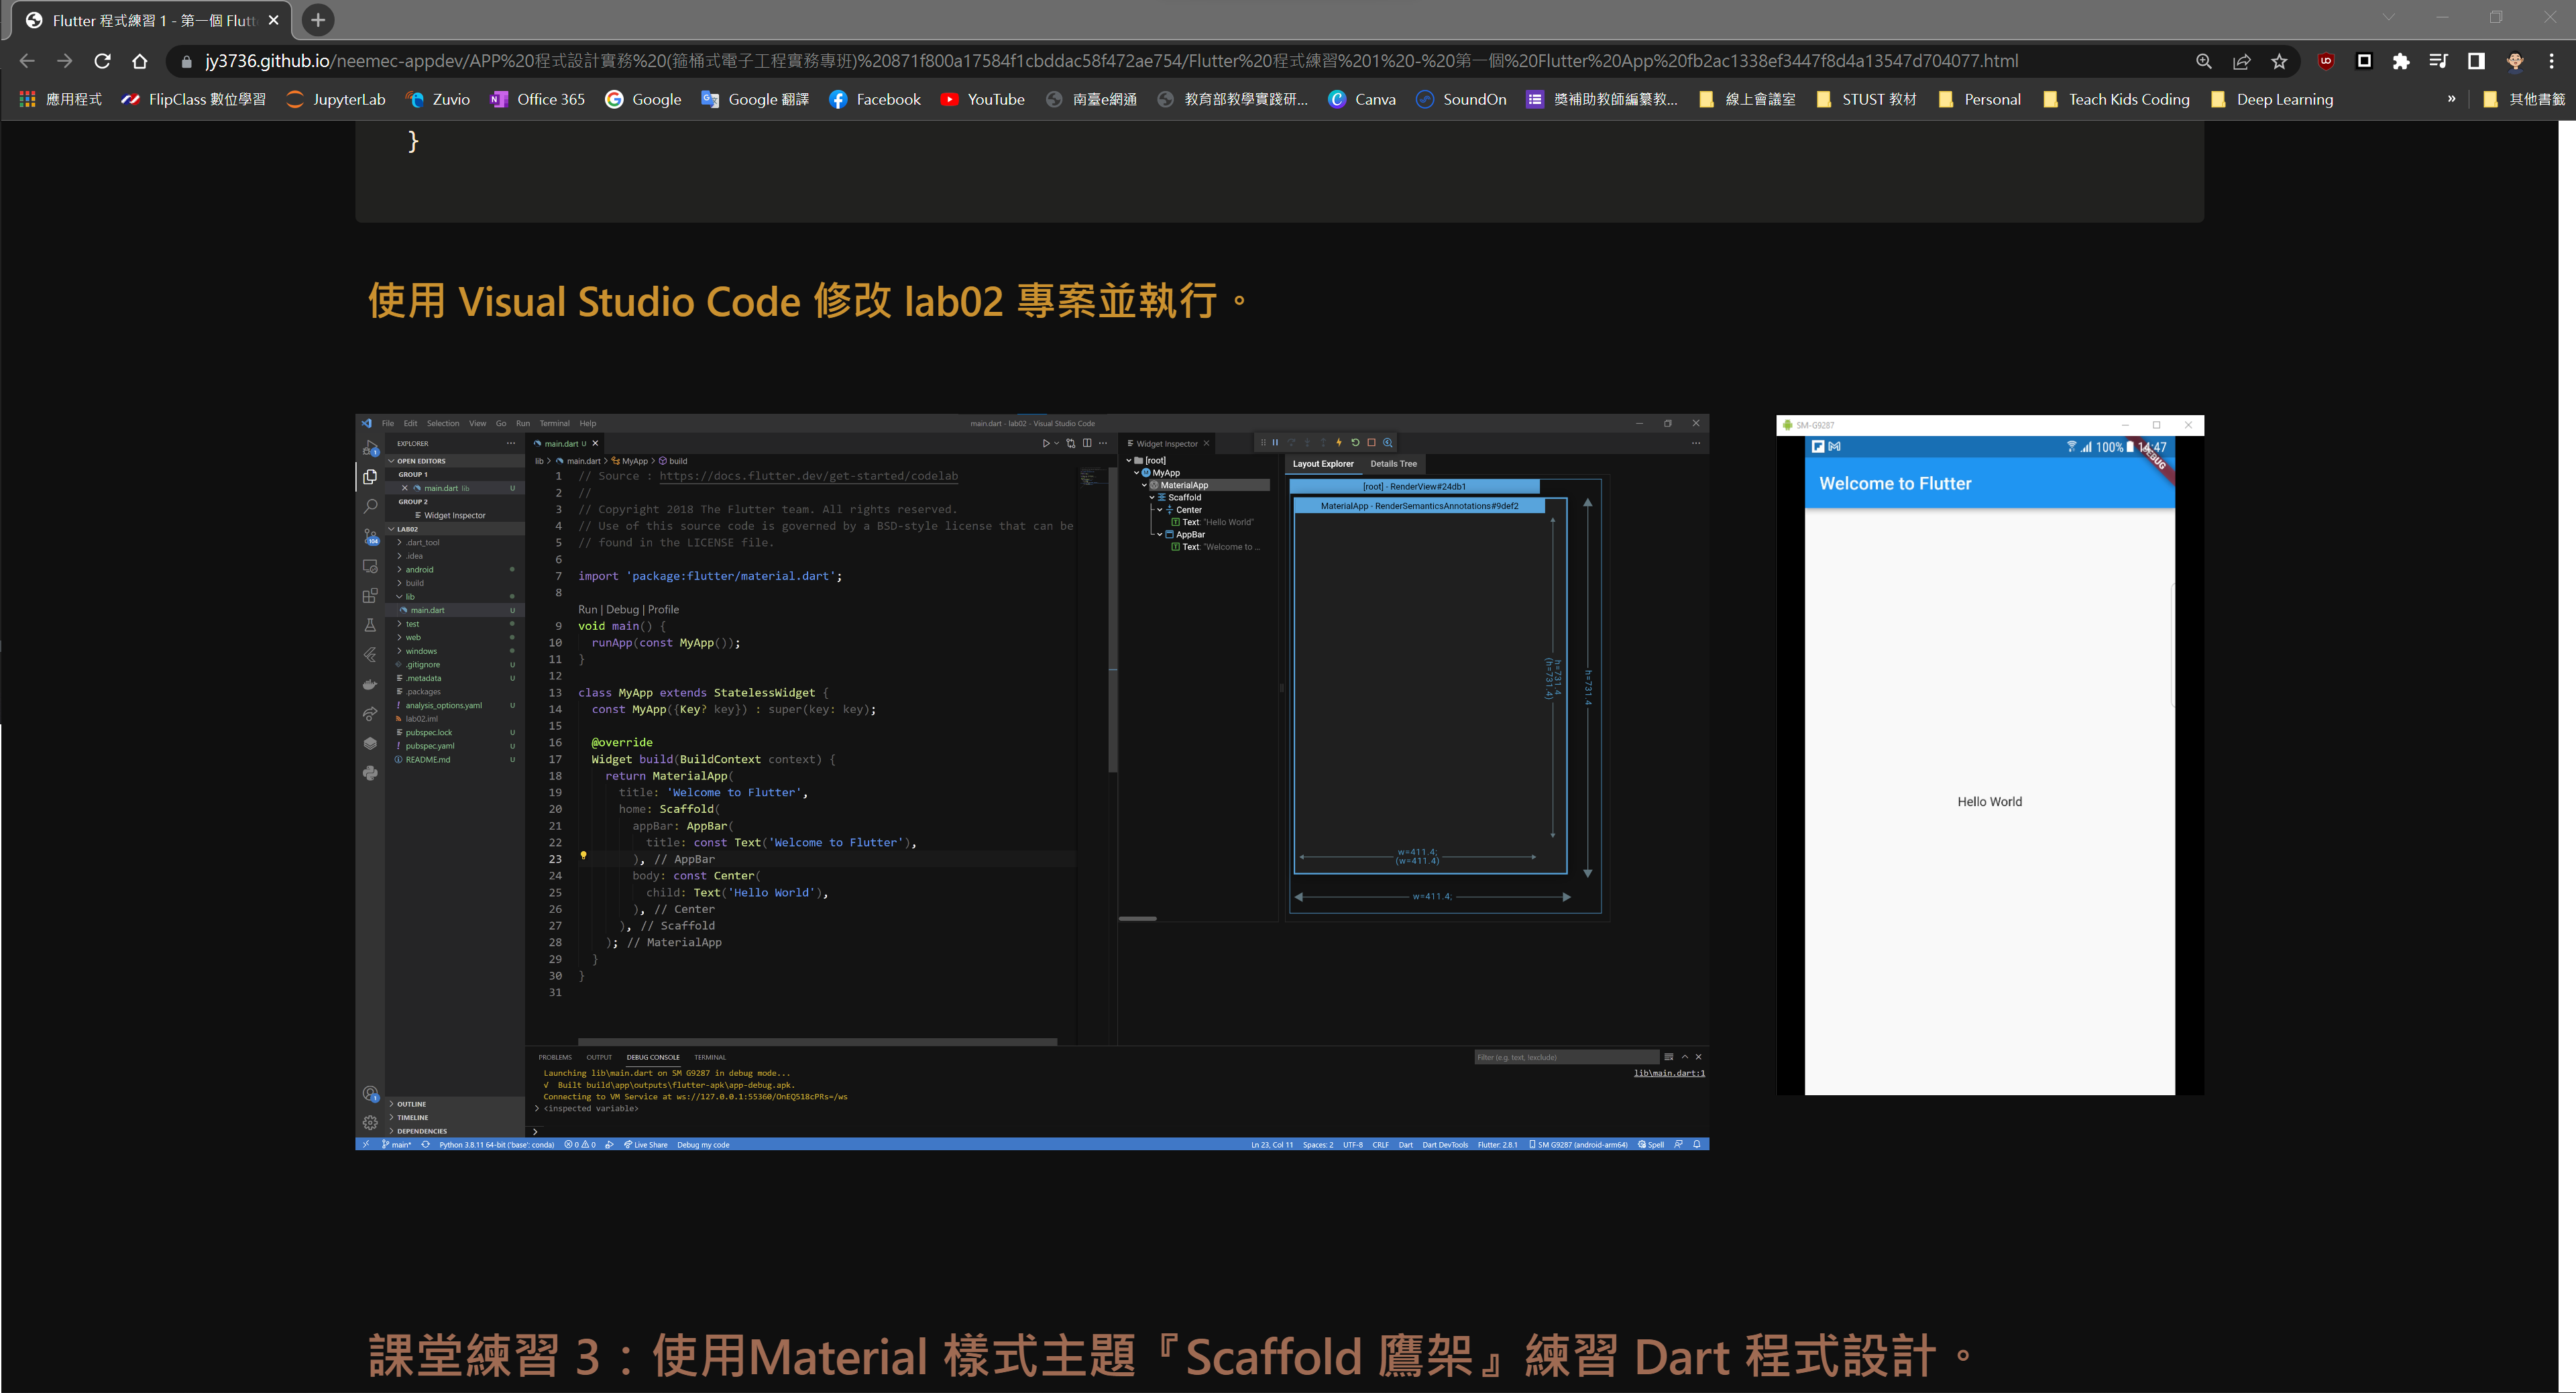 Flutter 程式練習 1 - 第一個 Flutt
jy3736.github.io/neemec-appdev/APP%20程式設計實務%20(箍桶式電子工程實務專班)%20871f800a17584f1cbddac58f472ae754/Flutter%20程式練習%201%20-%20第一個%20Flutter%20App%20fb2ac1338ef3447f8d4a13547d704077.html
應用程式 FlipClass 數位學習 JupyterLab Zuvio Office 365 Google Google 翻譯 Facebook YouTube 南臺e網通 教育部教學實踐研... Canva SoundOn 獎補助教師編纂教... 線上會議室 STUST 教材 Personal Teach Kids Coding Deep Learning » 其他書籤
}
使用 Visual Studio Code 修改 lab02 專案並執行。
File Edit Selection View Go Run Terminal Help
main.dart - lab02 - Visual Studio Code
EXPLORER ...
OPEN EDITORS
GROUP 1
main.dart lib U
GROUP 2
Widget Inspector
LAB02
.dart_tool
.idea
android
build
lib
main.dart U
test
web
windows
.gitignore U
.metadata U
.packages
analysis_options.yaml U
lab02.iml
pubspec.lock U
pubspec.yaml U
README.md U
OUTLINE
TIMELINE
DEPENDENCIES
main.dart U
lib > main.dart > MyApp > build
1 // Source : https://docs.flutter.dev/get-started/codelab
2 //
3 // Copyright 2018 The Flutter team. All rights reserved.
4 // Use of this source code is governed by a BSD-style license that can be
5 // found in the LICENSE file.
6
7 import 'package:flutter/material.dart';
8
Run | Debug | Profile
9 void main() {
10 runApp(const MyApp());
11 }
12
13 class MyApp extends StatelessWidget {
14 const MyApp({Key? key}) : super(key: key);
15
16 @override
17 Widget build(BuildContext context) {
18 return MaterialApp(
19 title: 'Welcome to Flutter',
20 home: Scaffold(
21 appBar: AppBar(
22 title: const Text('Welcome to Flutter'),
23 ), // AppBar
24 body: const Center(
25 child: Text('Hello World'),
26 ), // Center
27 ), // Scaffold
28 ); // MaterialApp
29 }
30 }
31
Widget Inspector
[root]
MyApp
MaterialApp
Scaffold
Center
Text: "Hello World"
AppBar
Text: "Welcome to ...
Layout Explorer Details Tree
[root] - RenderView#24db1
MaterialApp - RenderSemanticsAnnotations#9def2
h=731.4
(h=731.4)
h=731.4
w=411.4;
(w=411.4)
w=411.4;
PROBLEMS OUTPUT DEBUG CONSOLE TERMINAL
Filter (e.g. text, !exclude)
Launching lib\main.dart on SM G9287 in debug mode...
lib\main.dart:1
√ Built build\app\outputs\flutter-apk\app-debug.apk.
Connecting to VM Service at ws://127.0.0.1:55360/OnEQS18cPRs=/ws
> <inspected variable>
>
main* Python 3.8.11 64-bit ('base': conda) 0 0 Live Share Debug my code
Ln 23, Col 11 Spaces: 2 UTF-8 CRLF Dart Dart DevTools Flutter: 2.8.1 SM G9287 (android-arm64) Spell
SM-G9287
100% 14:47
DEBUG
Welcome to Flutter
Hello World
課堂練習 3：使用Material 樣式主題『Scaffold 鷹架』練習 Dart 程式設計。